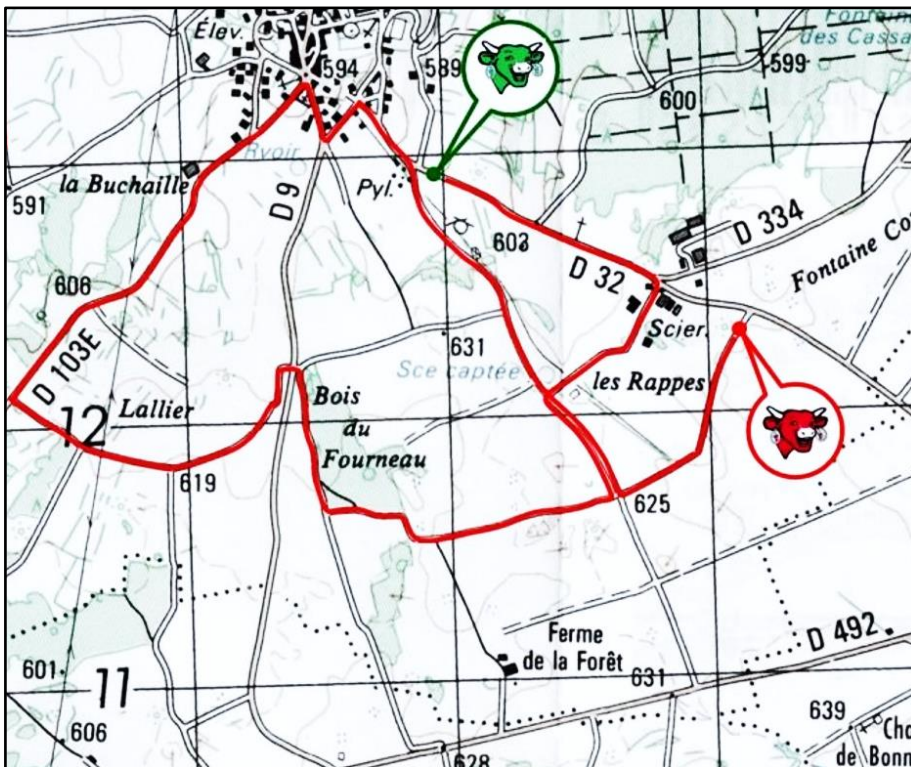 Élev.
594
589
Fontain
des Cassa
599
600
Rvoir
la Buchaille
Pyl.
591
D 9
603
D 334
D 32
Fontaine Co
606
Scier.
631
Sce captée
les Rappes
D 103E
12
Lallier
Bois
du
Fourneau
619
625
Ferme
de la Forêt
D 492
601
11
631
606
639
Cha
de Bonn
628